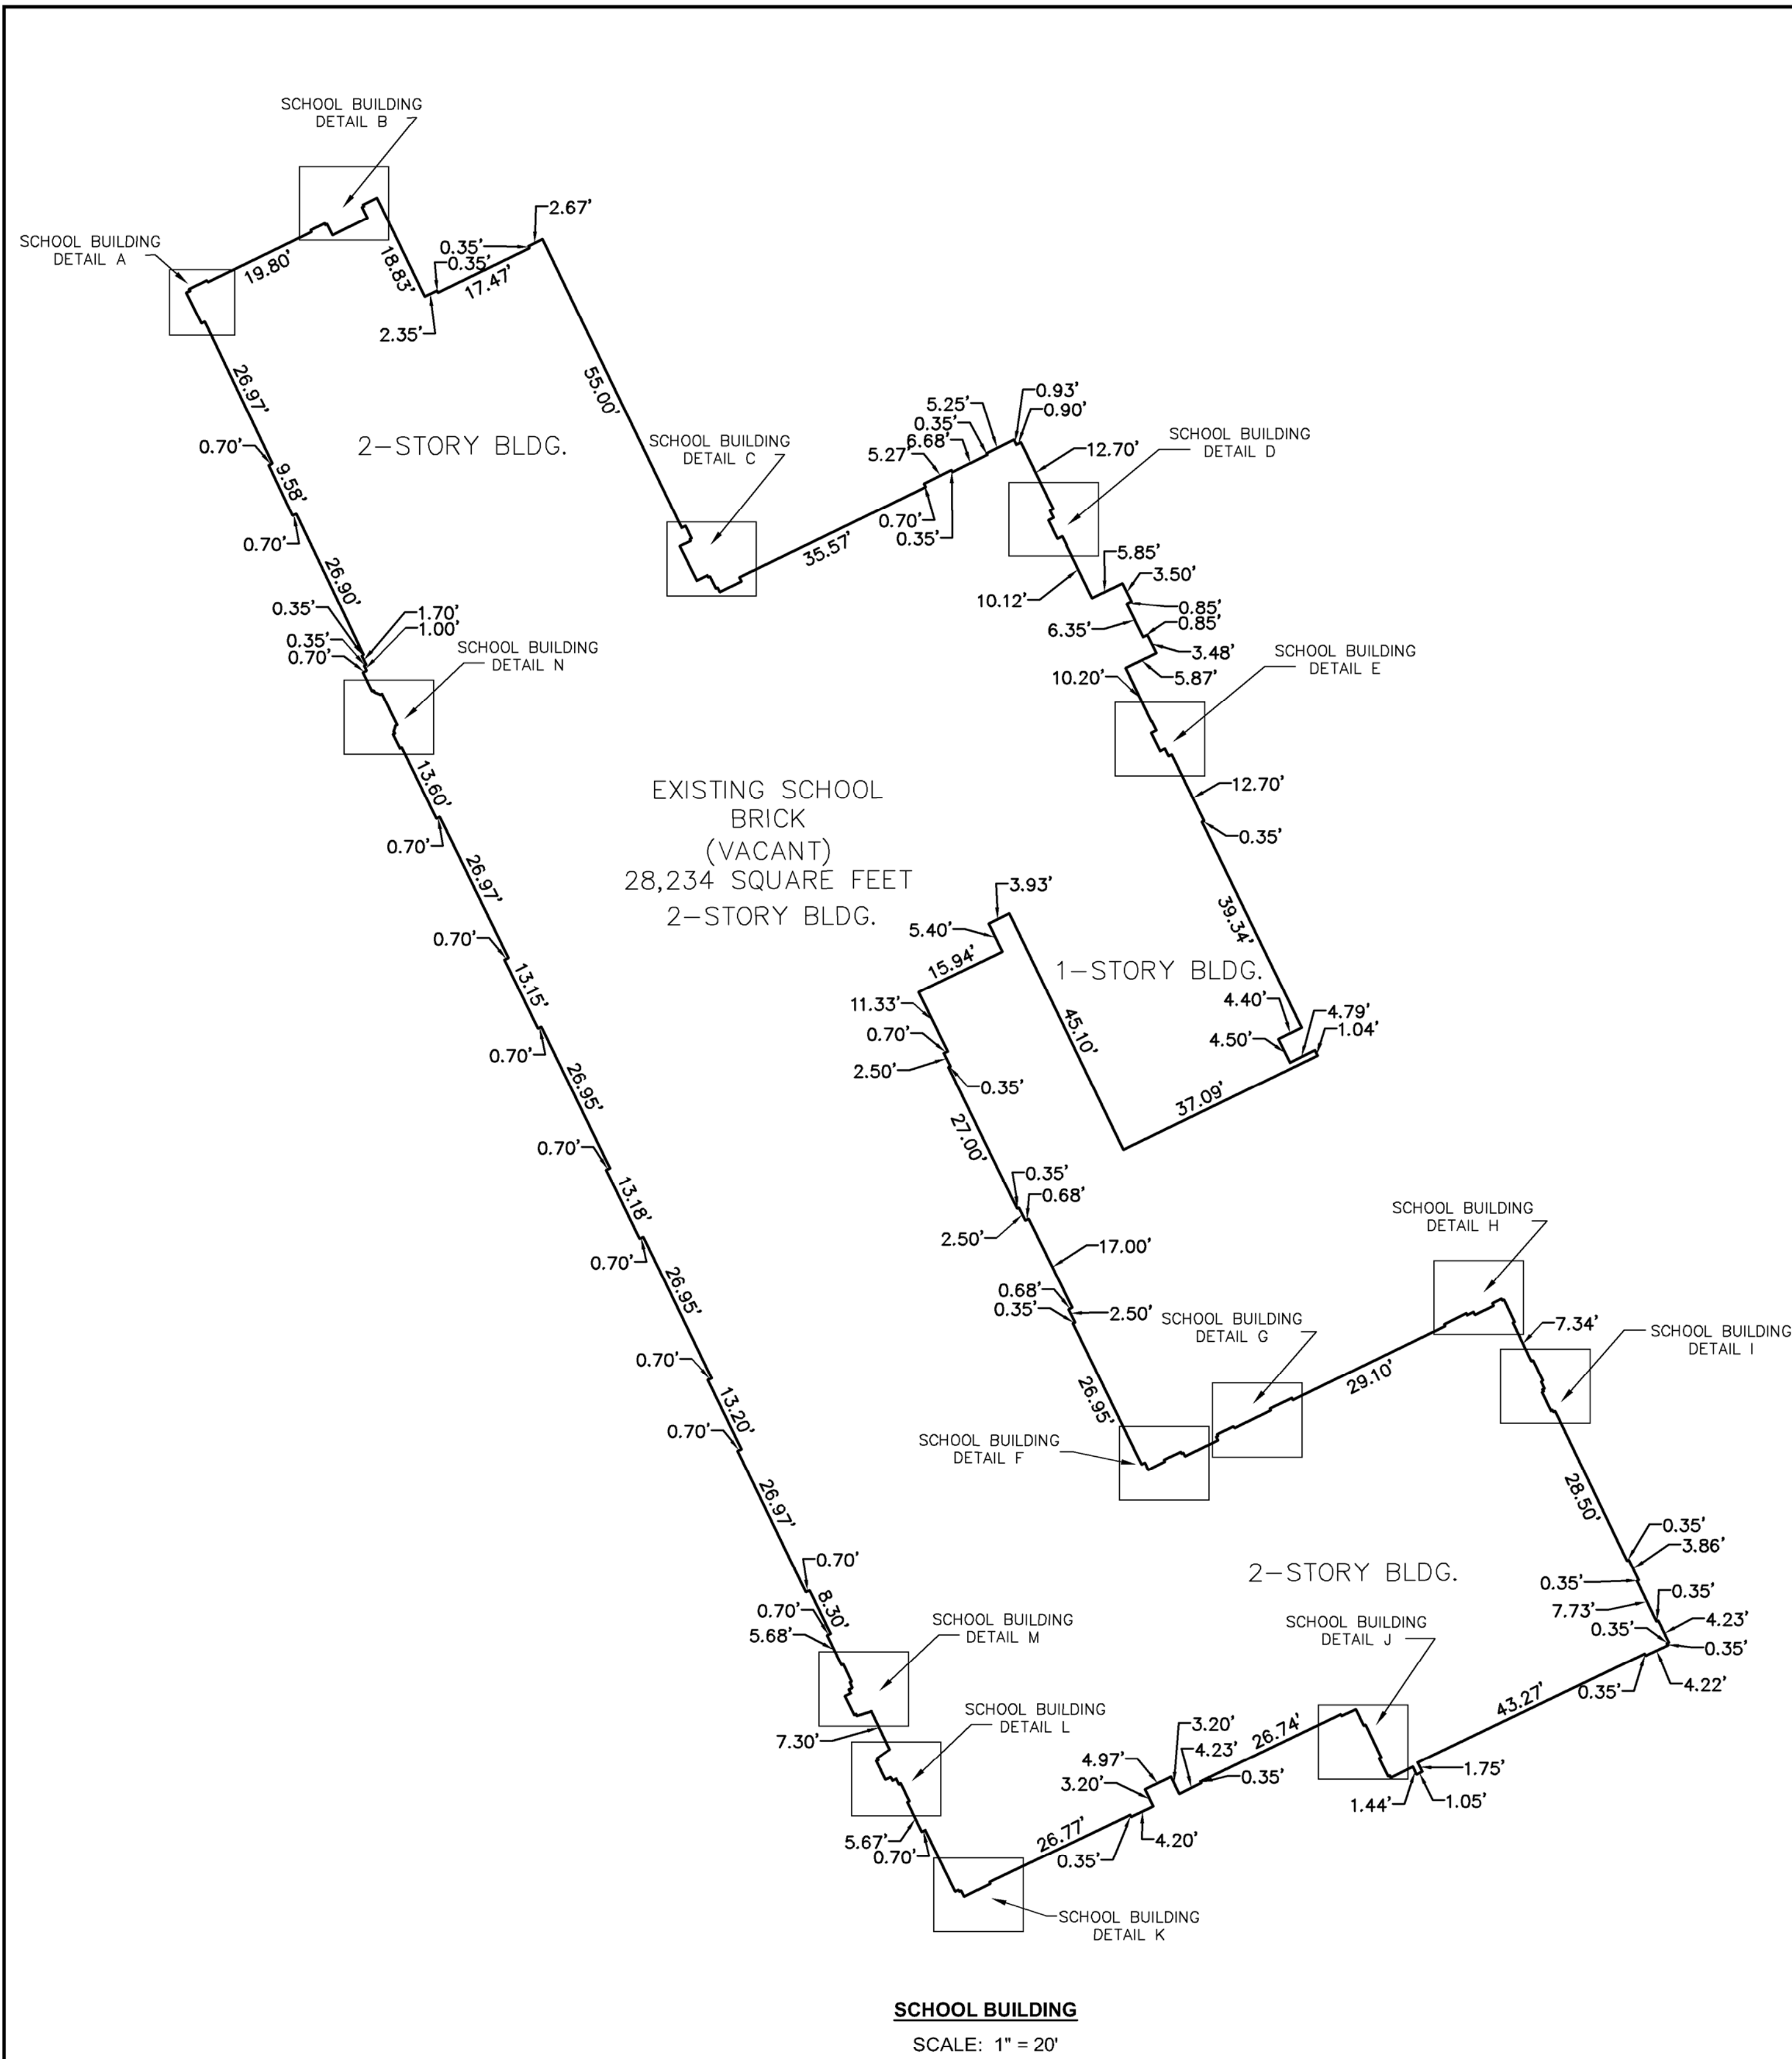 SCHOOL BUILDING
DETAIL B
SCHOOL BUILDING
DETAIL A
19.80'
18.83'
2.67'
0.35'
0.35'
17.47'
2.35'
26.97'
55.00'
0.70'
2-STORY BLDG.
9.58'
0.70'
SCHOOL BUILDING
DETAIL C
5.25'
0.93'
0.90'
0.35'
6.68'
5.27'
12.70'
SCHOOL BUILDING
DETAIL D
0.70'
0.35'
35.57'
26.90'
5.85'
3.50'
10.12'
0.85'
0.85'
6.35'
3.48'
5.87'
10.20'
0.35'
1.70'
1.00'
0.35'
0.70'
SCHOOL BUILDING
DETAIL N
SCHOOL BUILDING
DETAIL E
13.60'
0.70'
EXISTING SCHOOL
BRICK
(VACANT)
28,234 SQUARE FEET
2-STORY BLDG.
12.70'
0.35'
26.97'
3.93'
5.40'
39.34'
0.70'
15.94'
1-STORY BLDG.
13.15'
11.33'
4.40'
4.79'
1.04'
0.70'
45.10'
4.50'
0.70'
2.50'
0.35'
37.09'
26.95'
27.00'
0.70'
0.35'
0.68'
13.18'
2.50'
17.00'
0.70'
SCHOOL BUILDING
DETAIL H
26.95'
0.68'
0.35'
2.50'
SCHOOL BUILDING
DETAIL G
7.34'
SCHOOL BUILDING
DETAIL I
0.70'
29.10'
13.20'
26.95'
0.70'
SCHOOL BUILDING
DETAIL F
26.97'
28.50'
0.35'
3.86'
0.70'
2-STORY BLDG.
0.35'
0.35'
8.30'
7.73'
0.70'
4.23'
5.68'
SCHOOL BUILDING
DETAIL M
SCHOOL BUILDING
DETAIL J
0.35'
0.35'
4.22'
0.35'
43.27'
SCHOOL BUILDING
DETAIL L
7.30'
3.20'
26.74'
4.23'
4.97'
3.20'
0.35'
1.75'
1.44'
1.05'
5.67'
0.70'
26.77'
4.20'
0.35'
SCHOOL BUILDING
DETAIL K
SCHOOL BUILDING
SCALE: 1" = 20'